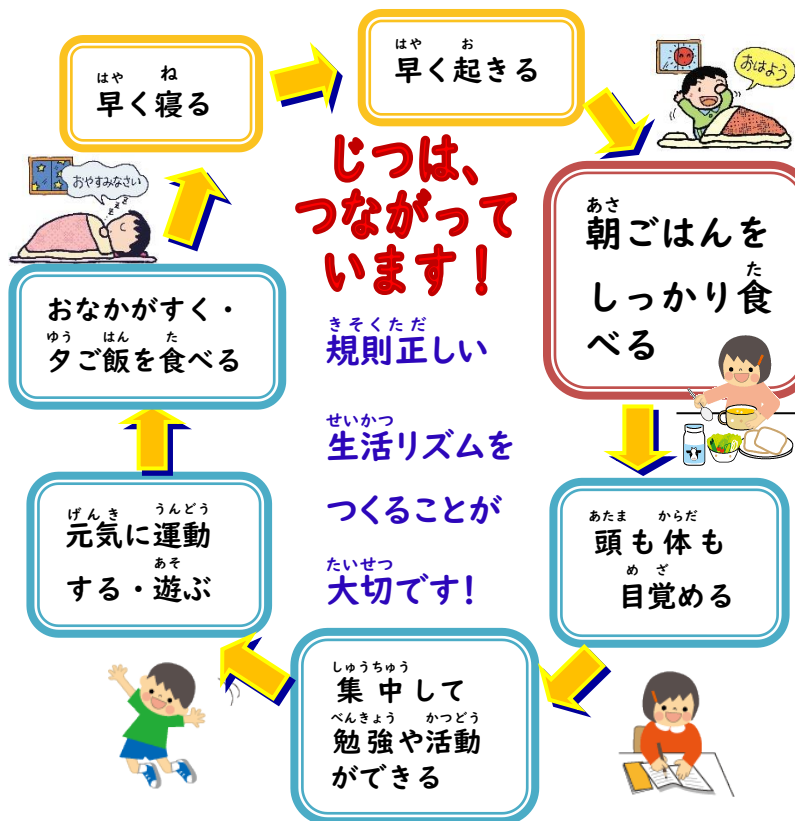 はや ね
早く寝る
はや お
早く起きる
おはよう
じつは、
つながって
います！
あさ
朝ごはんを
た
しっかり食
べる
おやすみなさい
z z z
おなかがすく・
ゆう はん た
夕ご飯を食べる
きそくただ
規則正しい
せいかつ
生活リズムを
つくることが
たいせつ
大切です！
げんき うんどう
元気に運動
あそ
する・遊ぶ
あたま からだ
頭も体も
め ざ
目覚める
しゅうちゅう
集中して
べんきょう かつどう
勉強や活動
ができる